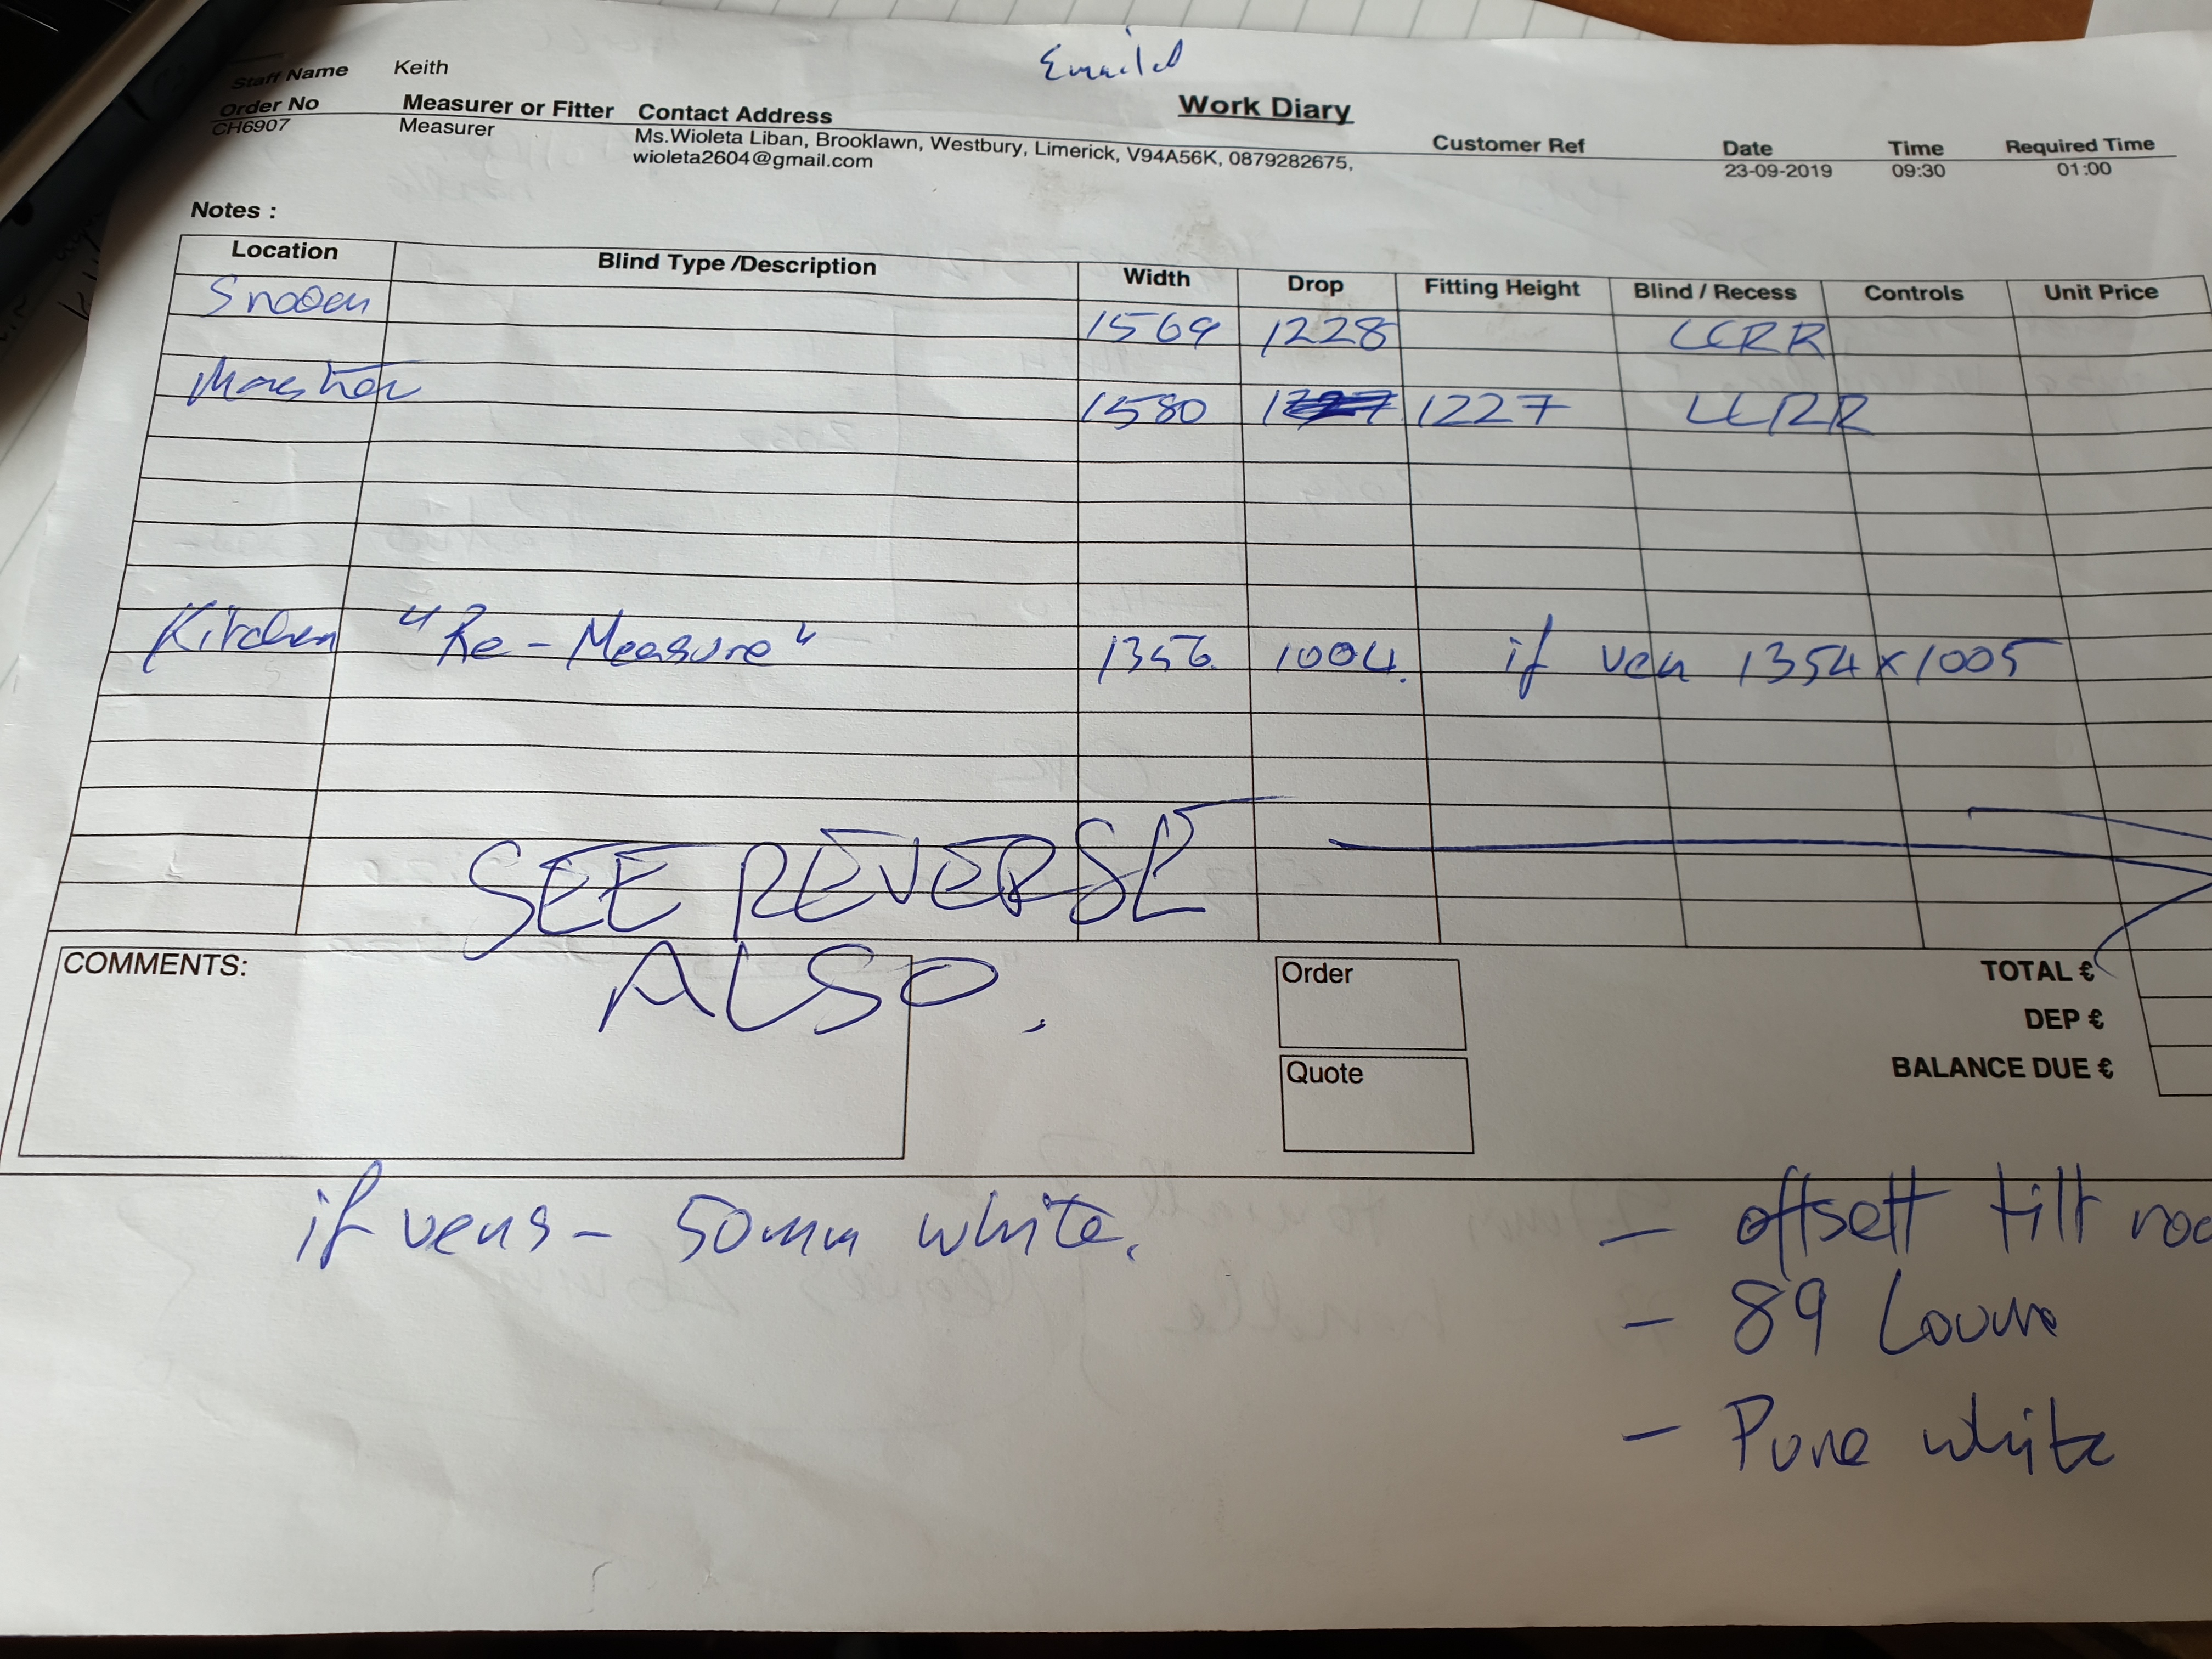 Emailed
Staff Name Keith
Work Diary
Order No Measurer or Fitter Contact Address Customer Ref Date Time Required Time
CH6907 Measurer Ms.Wioleta Liban, Brooklawn, Westbury, Limerick, V94A56K, 0879282675, 23-09-2019 09:30 01:00
wioleta2604@gmail.com
Notes :
Location Blind Type /Description Width Drop Fitting Height Blind / Recess Controls Unit Price
1569 1228 LLRR
Master 1580 1227 LLRR
Kitchen "Re-Measure" 1356 1004. if ven 1354x1005
SEE REVERSE
ALSO.
COMMENTS:
Order
Quote
TOTAL €
DEP €
BALANCE DUE €
if vens - 50mm white.
- offsett tilt
- 89 Louvre
- Pure white